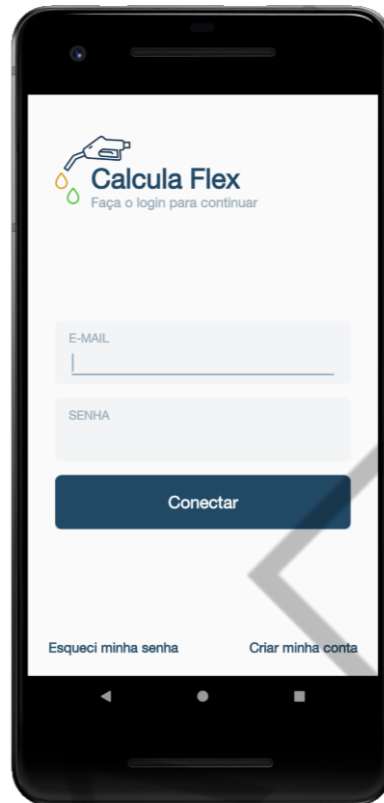 Calcula Flex
Faça o login para continuar
E-MAIL
SENHA
Conectar
Esqueci minha senha
Criar minha conta